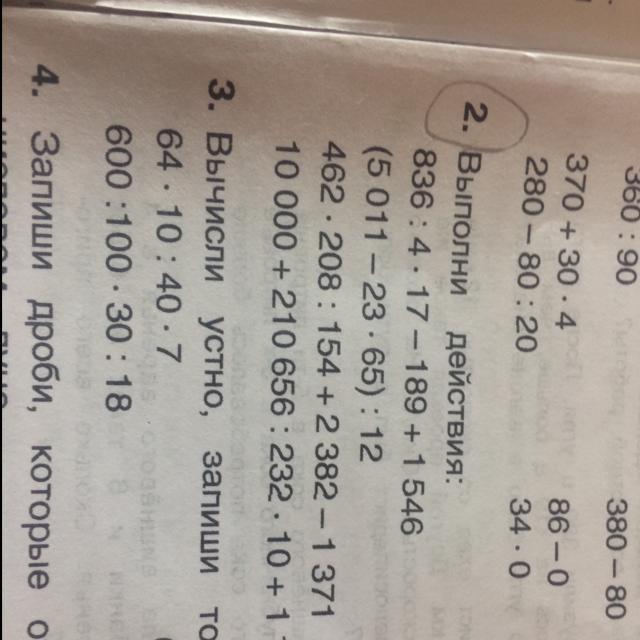 360 : 90 380 – 80
370 + 30 · 4 86 – 0
280 – 80 : 20 34 · 0
2. Выполни действия:
836 : 4 · 17 – 189 + 1 546
(5 011 – 23 · 65) : 12
462 · 208 : 154 + 2 382 – 1 371
10 000 + 210 656 : 232 · 10 + 1
3. Вычисли устно, запиши то
64 · 10 : 40 · 7
600 : 100 · 30 : 18
4. Запиши дроби, которые о